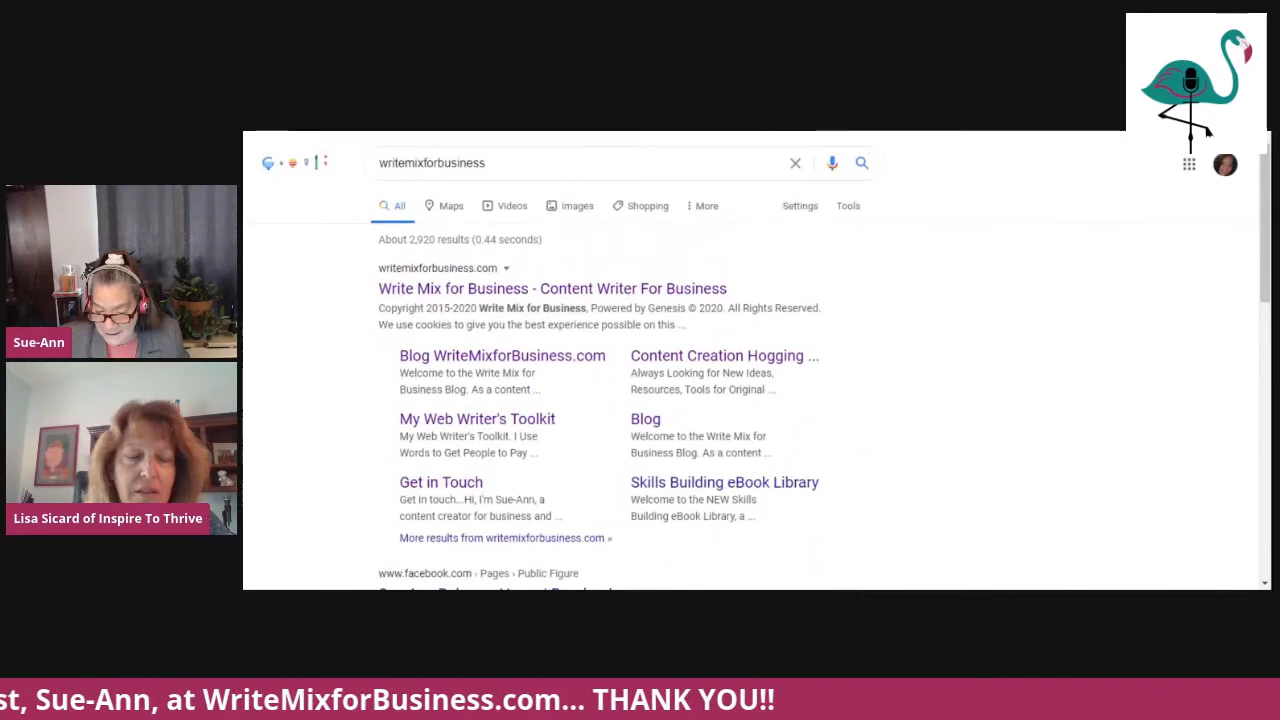 writemixforbusiness
All
Maps
Videos
Images
Shopping
More
Settings
Tools
About 2,920 results (0.44 seconds)
writemixforbusiness.com
Write Mix for Business - Content Writer For Business
Copyright 2015-2020 Write Mix for Business, Powered by Genesis © 2020. All Rights Reserved.
We use cookies to give you the best experience possible on this ...
Blog WriteMixforBusiness.com
Welcome to the Write Mix for
Business Blog. As a content ...
Content Creation Hogging ...
Always Looking for New Ideas,
Resources, Tools for Original ...
My Web Writer's Toolkit
My Web Writer's Toolkit. I Use
Words to Get People to Pay ...
Blog
Welcome to the Write Mix for
Business Blog. As a content ...
Get in Touch
Get in touch...Hi, I'm Sue-Ann, a
content creator for business and ...
Skills Building eBook Library
Welcome to the NEW Skills
Building eBook Library, a ...
More results from writemixforbusiness.com »
www.facebook.com › Pages › Public Figure
Sue-Ann
Lisa Sicard of Inspire To Thrive
st, Sue-Ann, at WriteMixforBusiness.com... THANK YOU!!